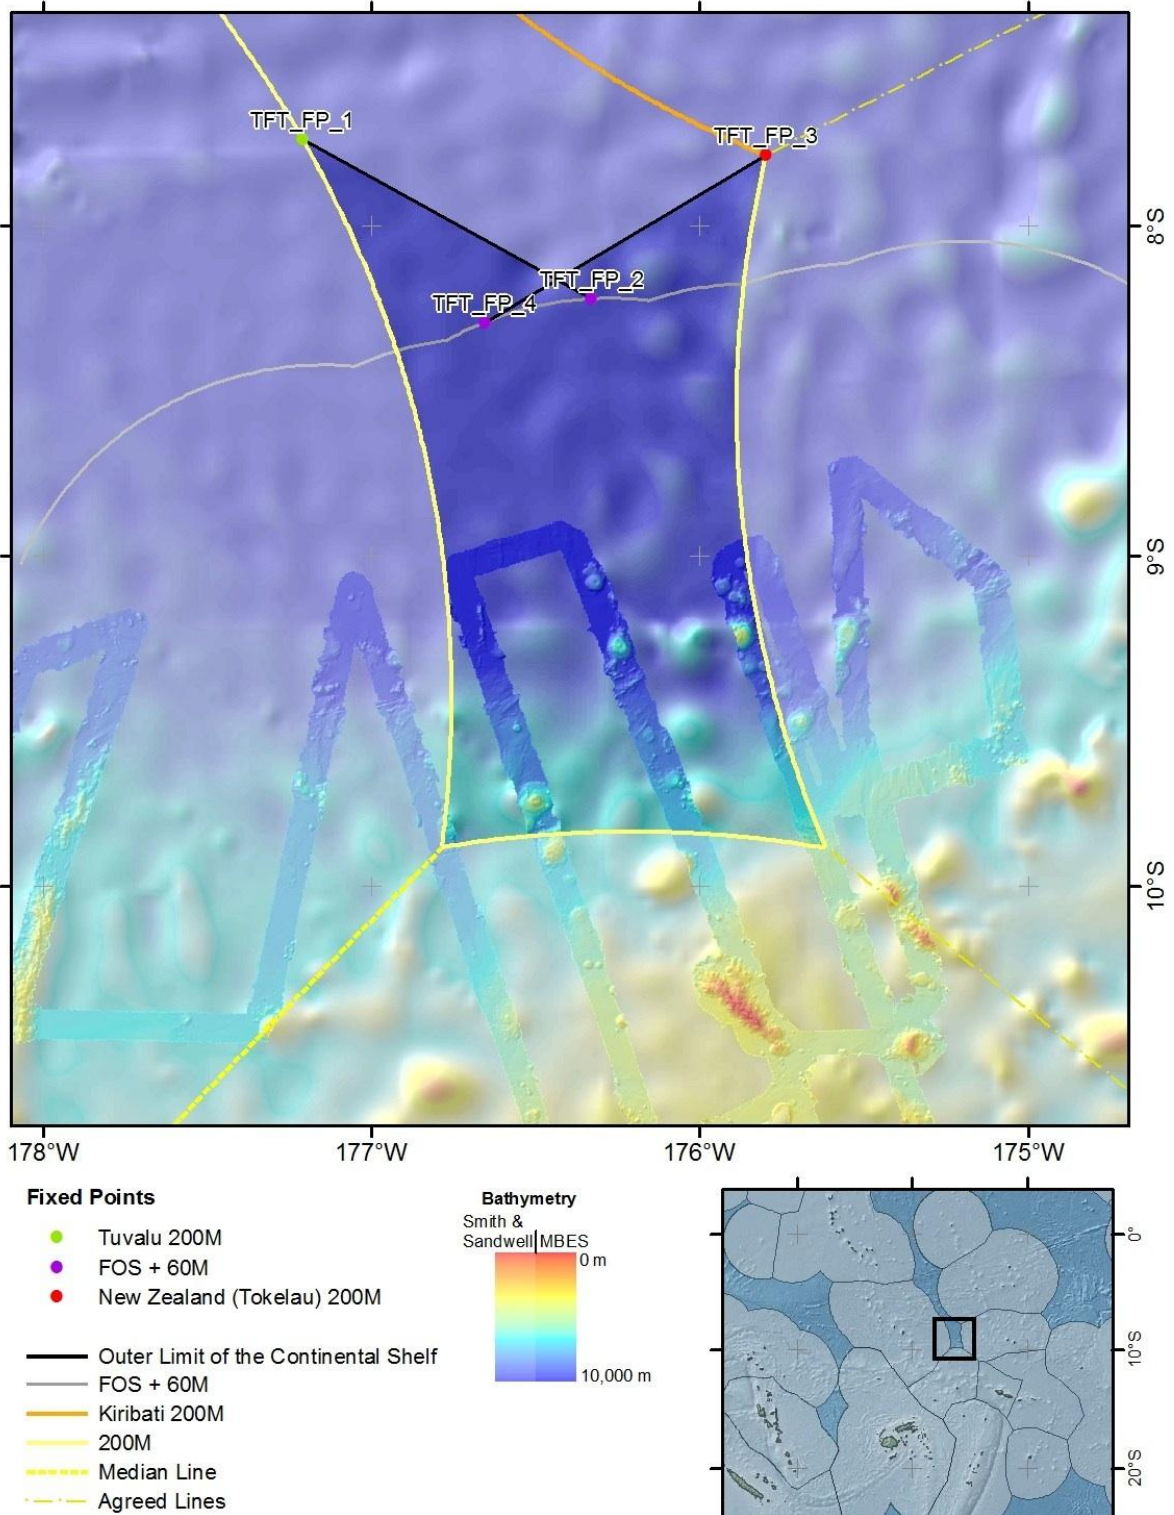 TFT_FP_1
TFT_FP_3
8°S
TFT_FP_2
TFT_FP_4
9°S
10°S
178°W
177°W
176°W
175°W
Fixed Points
Tuvalu 200M
FOS + 60M
New Zealand (Tokelau) 200M
Outer Limit of the Continental Shelf
FOS + 60M
Kiribati 200M
200M
Median Line
Agreed Lines
Bathymetry
Smith &
Sandwell MBES
0 m
10,000 m
0°
10°S
20°S